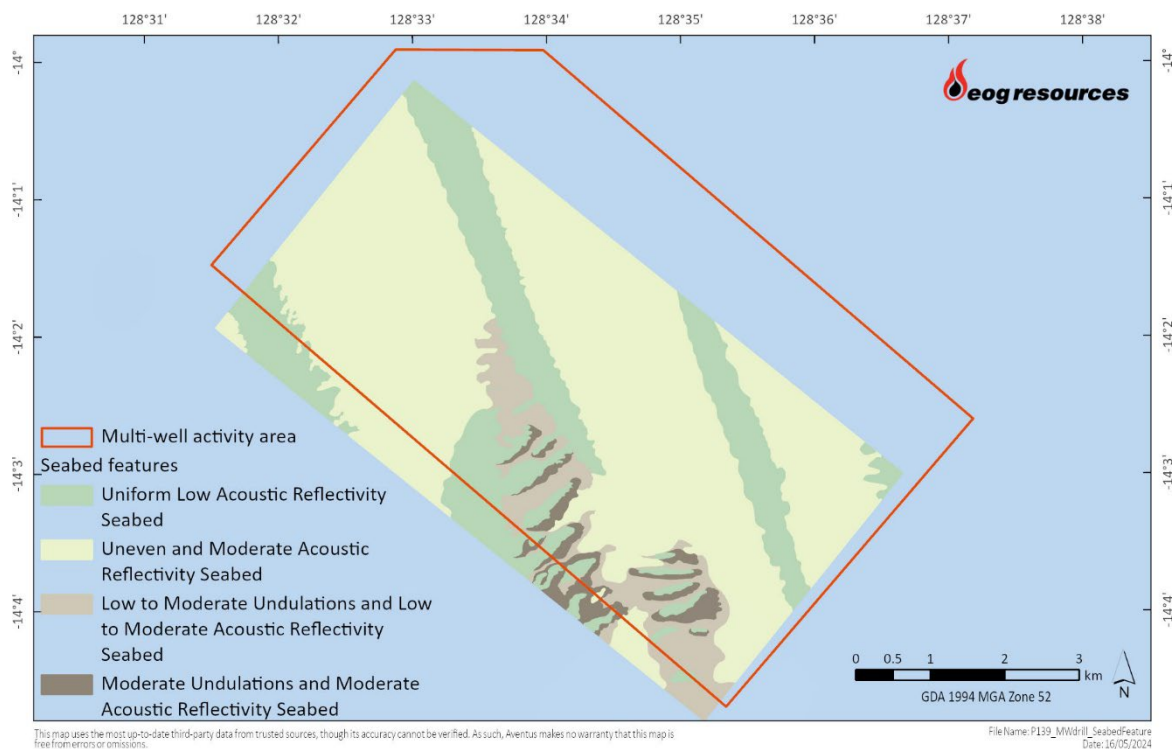 128°31' 128°32' 128°33' 128°34' 128°35' 128°36' 128°37' 128°38'
-14° -14°
eog resources
-14°1' -14°1'
-14°2' -14°2'
-14°3' -14°3'
-14°4' -14°4'
Multi-well activity area
Seabed features
Uniform Low Acoustic Reflectivity
Seabed
Uneven and Moderate Acoustic
Reflectivity Seabed
Low to Moderate Undulations and Low
to Moderate Acoustic Reflectivity
Seabed
Moderate Undulations and Moderate
Acoustic Reflectivity Seabed
0 0.5 1 2 3
km
GDA 1994 MGA Zone 52
N
This map uses the most up-to-date third-party data from trusted sources, though its accuracy cannot be verified. As such, Aventus makes no warranty that this map is
free from errors or omissions.
File Name: P139_MWdrill_SeabedFeature
Date: 16/05/2024